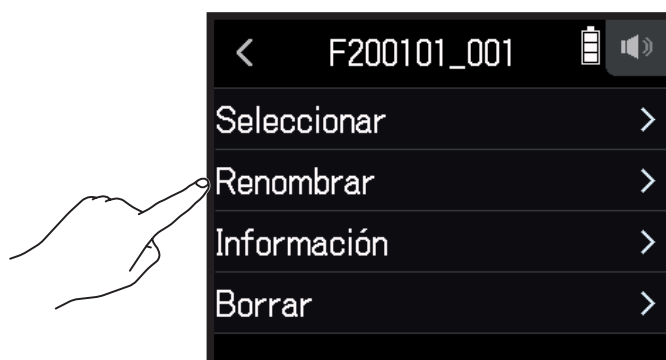 F200101_001
Seleccionar
Renombrar
Información
Borrar